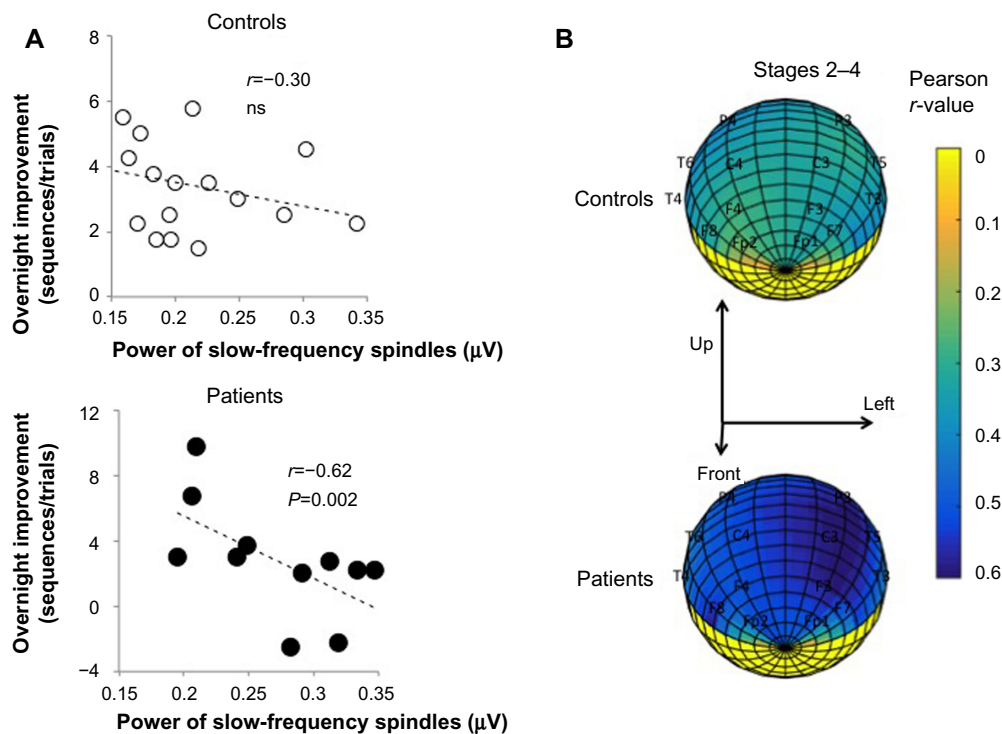 A
Controls
8
6
4
2
0
r=−0.30
ns
Overnight improvement
(sequences/trials)
0.15 0.2 0.25 0.3 0.35
Power of slow-frequency spindles (µV)
Patients
12
8
4
0
−4
r=−0.62
P=0.002
Overnight improvement
(sequences/trials)
0.15 0.2 0.25 0.3 0.35
Power of slow-frequency spindles (µV)
B
Stages 2–4
Pearson
r-value
0
0.1
0.2
0.3
0.4
0.5
0.6
Controls
P4 P3
T6 C4 C3 T5
T4 F4 F3 T3
F8 Fp2 Fp1 F7
Up
Left
Front
Patients
P4 P3
T6 C4 C3 T5
T4 F4 F3 T3
F8 Fp2 Fp1 F7